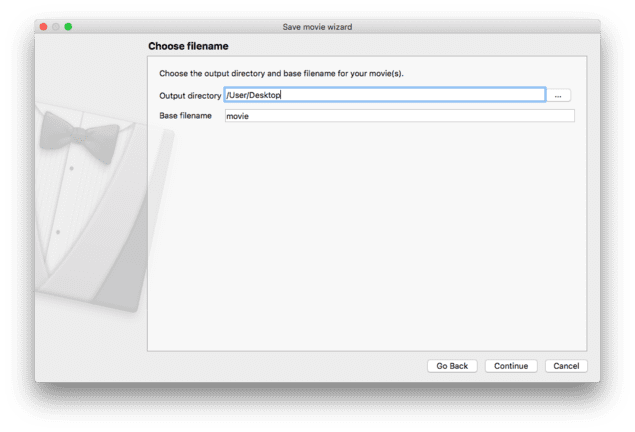 Save movie wizard
Choose filename
Choose the output directory and base filename for your movie(s).
Output directory /User/Desktop ...
Base filename movie
Go Back Continue Cancel